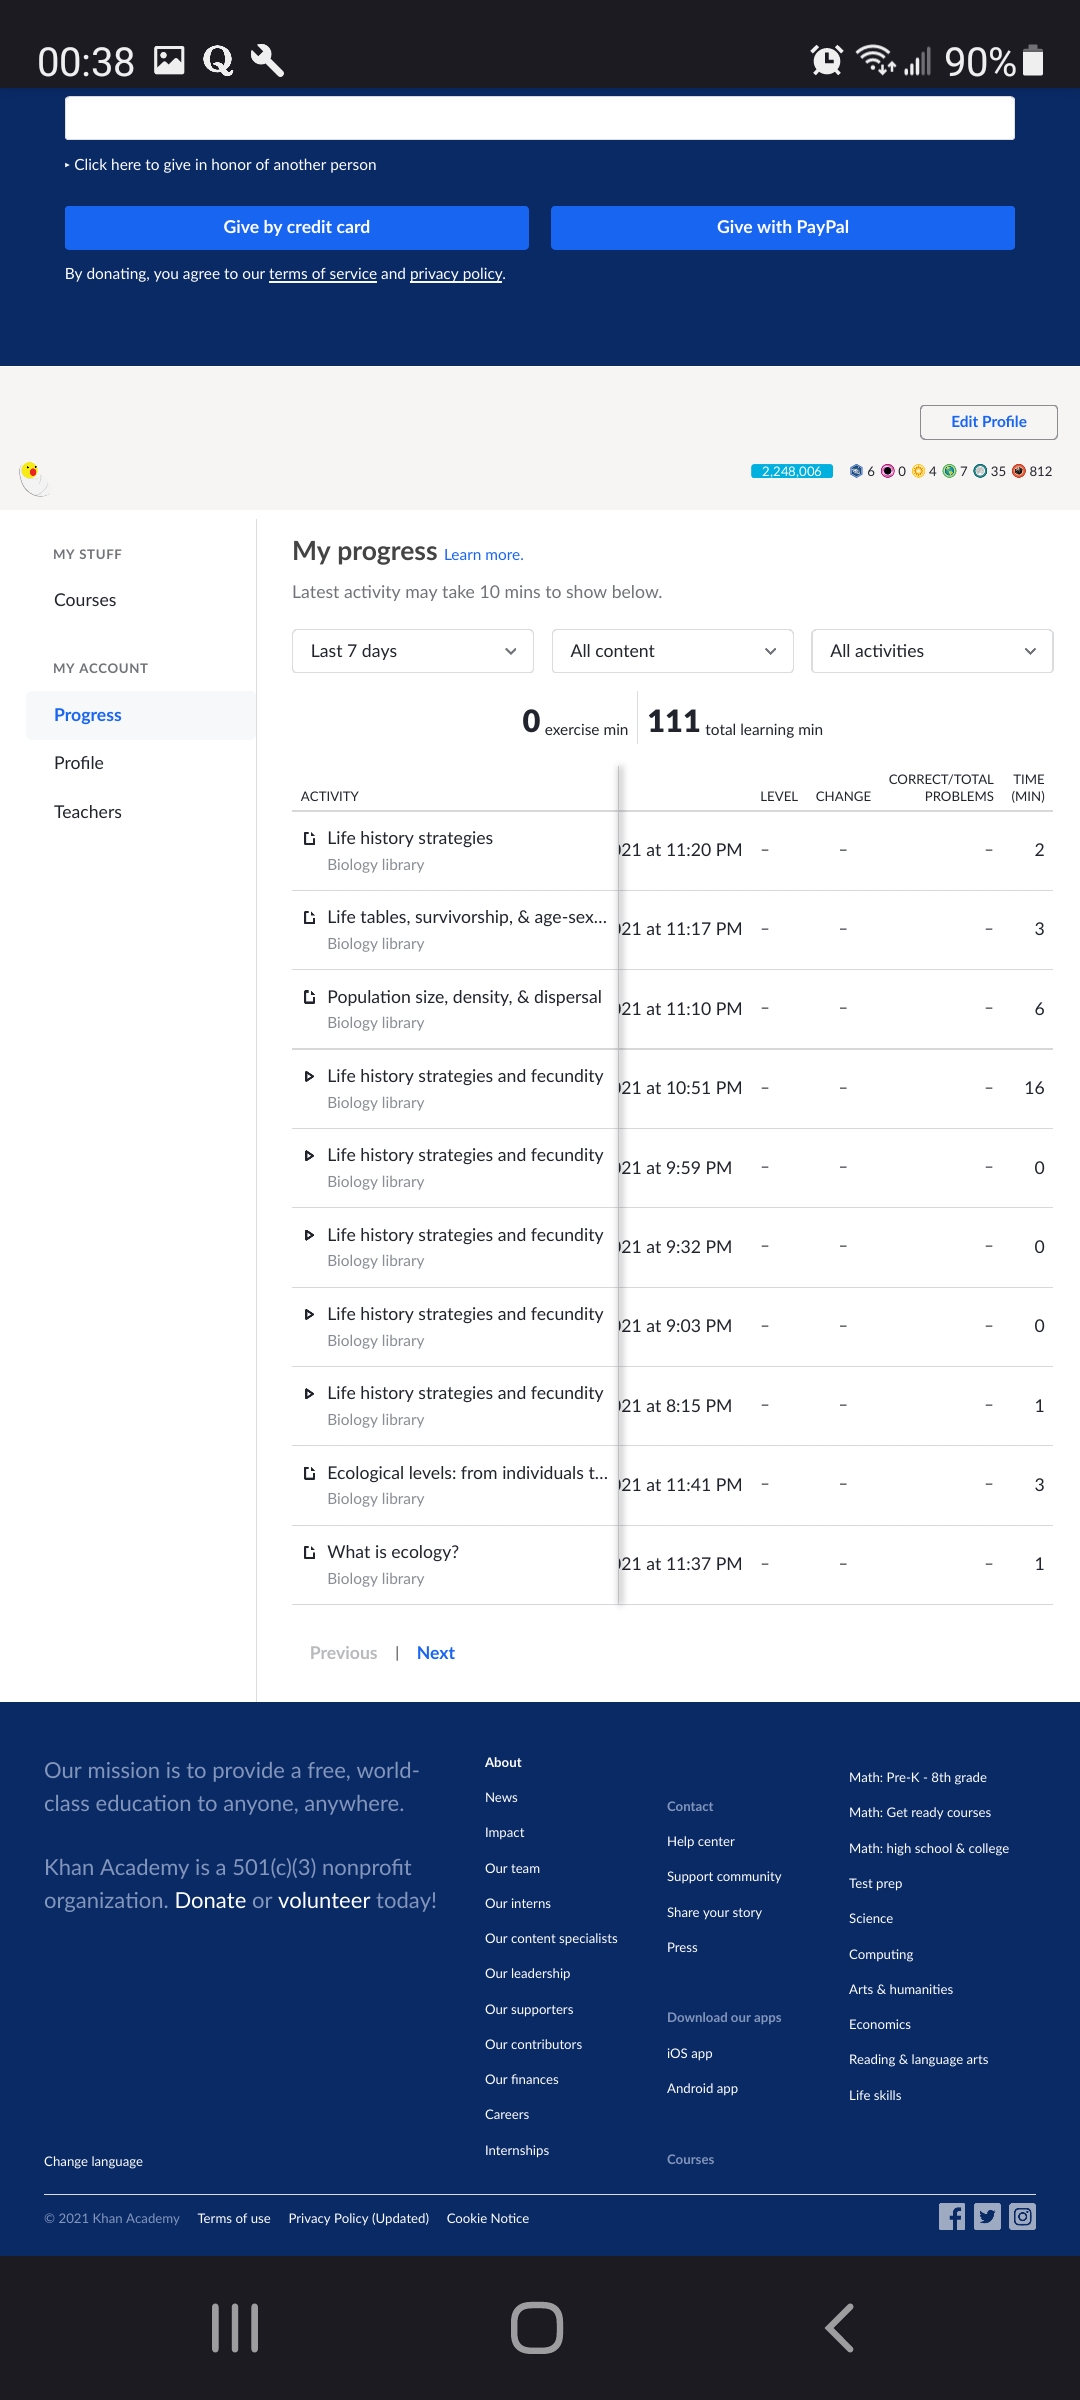 00:38
90%
Click here to give in honor of another person
Give by credit card
Give with PayPal
By donating, you agree to our terms of service and privacy policy.
Edit Profile
2,248,006 6 0 4 7 35 812
MY STUFF
Courses
MY ACCOUNT
Progress
Profile
Teachers
My progress Learn more.
Latest activity may take 10 mins to show below.
Last 7 days
All content
All activities
0 exercise min
111 total learning min
ACTIVITY LEVEL CHANGE CORRECT/TOTAL PROBLEMS TIME (MIN)
Life history strategies
Biology library
21 at 11:20 PM – – – 2
Life tables, survivorship, & age-sex...
Biology library
21 at 11:17 PM – – – 3
Population size, density, & dispersal
Biology library
21 at 11:10 PM – – – 6
Life history strategies and fecundity
Biology library
21 at 10:51 PM – – – 16
Life history strategies and fecundity
Biology library
21 at 9:59 PM – – – 0
Life history strategies and fecundity
Biology library
21 at 9:32 PM – – – 0
Life history strategies and fecundity
Biology library
21 at 9:03 PM – – – 0
Life history strategies and fecundity
Biology library
21 at 8:15 PM – – – 1
Ecological levels: from individuals t...
Biology library
21 at 11:41 PM – – – 3
What is ecology?
Biology library
21 at 11:37 PM – – – 1
Previous | Next
Our mission is to provide a free, world-
class education to anyone, anywhere.
Khan Academy is a 501(c)(3) nonprofit
organization. Donate or volunteer today!
Change language
About
News
Impact
Our team
Our interns
Our content specialists
Our leadership
Our supporters
Our contributors
Our finances
Careers
Internships
Contact
Help center
Support community
Share your story
Press
Download our apps
iOS app
Android app
Courses
Math: Pre-K - 8th grade
Math: Get ready courses
Math: high school & college
Test prep
Science
Computing
Arts & humanities
Economics
Reading & language arts
Life skills
© 2021 Khan Academy Terms of use Privacy Policy (Updated) Cookie Notice